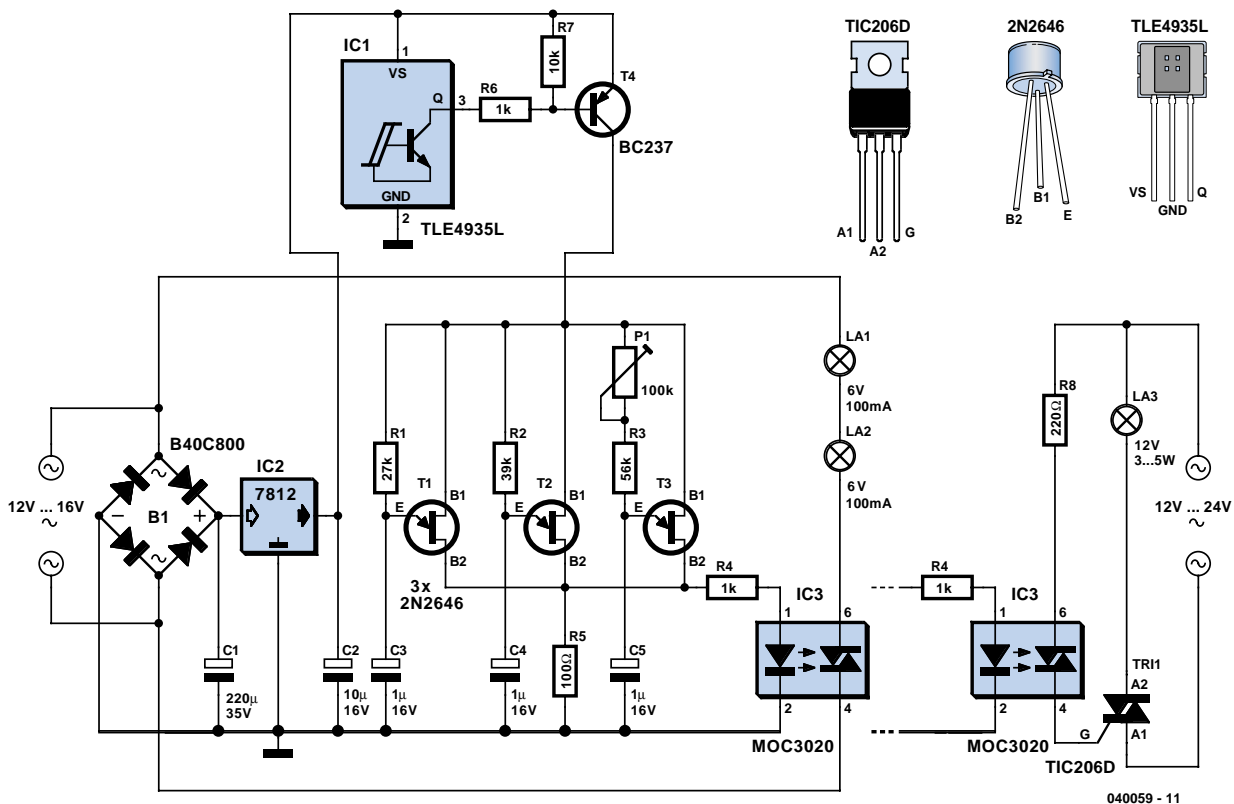 IC1
1
VS
Q
3
GND
2
TLE4935L
R6
1k
R7
10k
T4
BC237
TIC206D
A1
A2
G
2N2646
B2
B1
E
TLE4935L
VS
GND
Q
12V ... 16V
~
B40C800
~
B1
– +
~
IC2
7812
C1
220µ
35V
C2
10µ
16V
C3
1µ
16V
R1
27k
T1
E
B1
B2
3x
2N2646
R2
39k
T2
E
B1
B2
C4
1µ
16V
R5
100Ω
P1
100k
R3
56k
T3
E
B1
B2
C5
1µ
16V
R4
1k
LA1
6V
100mA
LA2
6V
100mA
IC3
1
6
2
4
MOC3020
R4
1k
IC3
1
6
2
4
MOC3020
R8
220Ω
LA3
12V
3...5W
12V ... 24V
~
TRI1
A2
G
A1
TIC206D
040059 - 11